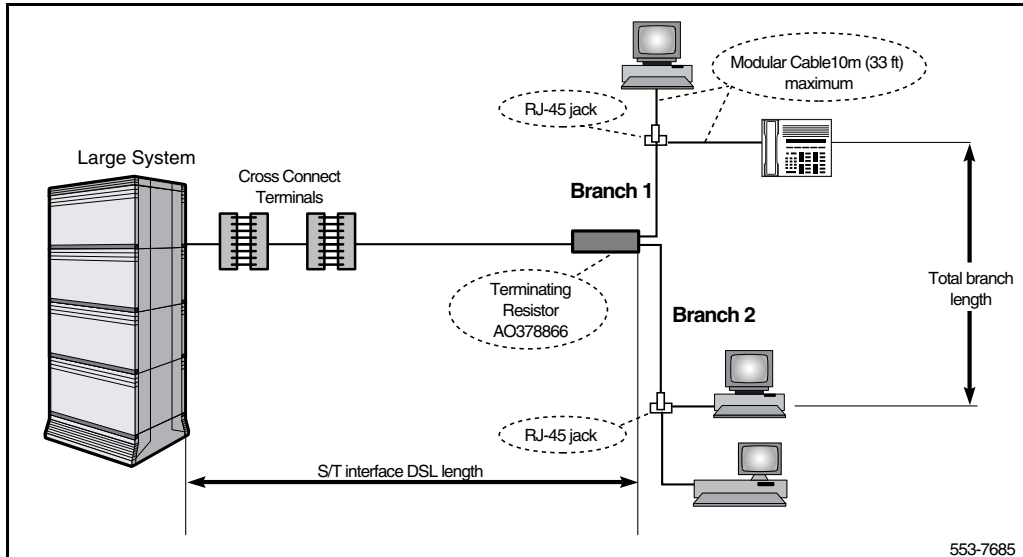 Modular Cable10m (33 ft)
maximum
RJ-45 jack
Large System
Cross Connect
Terminals
Branch 1
Terminating
Resistor
AO378866
Total branch
length
Branch 2
RJ-45 jack
S/T interface DSL length
553-7685